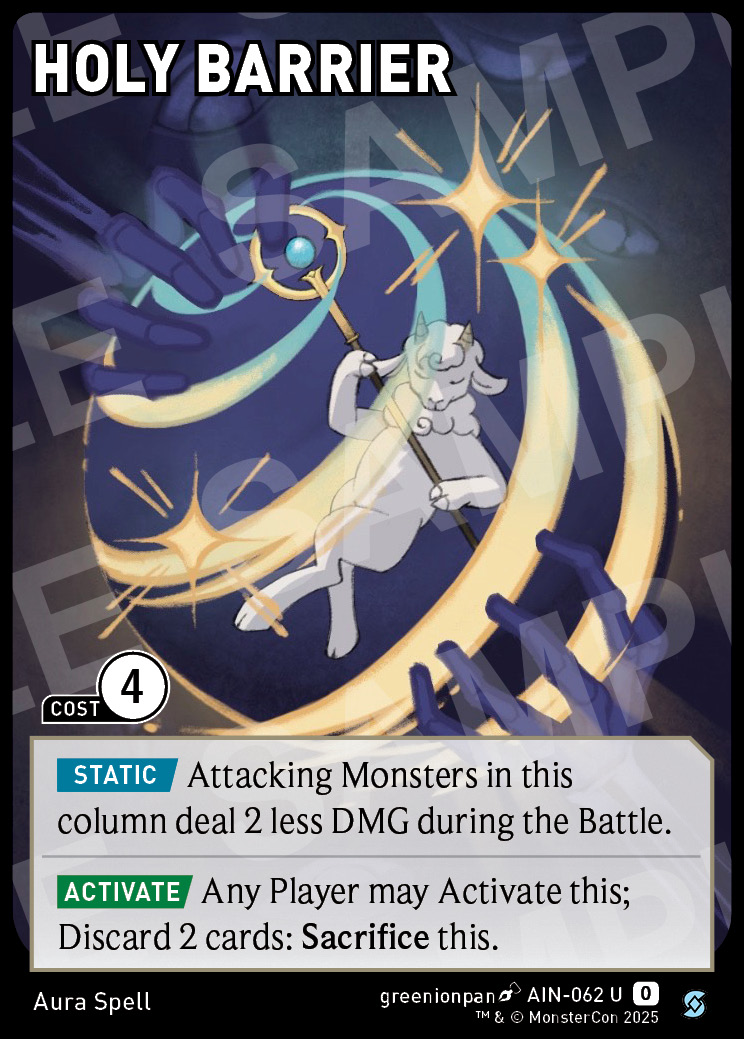 HOLY BARRIER
SAMPLE
COST 4
STATIC Attacking Monsters in this
column deal 2 less DMG during the Battle.
ACTIVATE Any Player may Activate this;
Discard 2 cards: Sacrifice this.
Aura Spell
greenionpan AIN-062 U 0
™ & © MonsterCon 2025